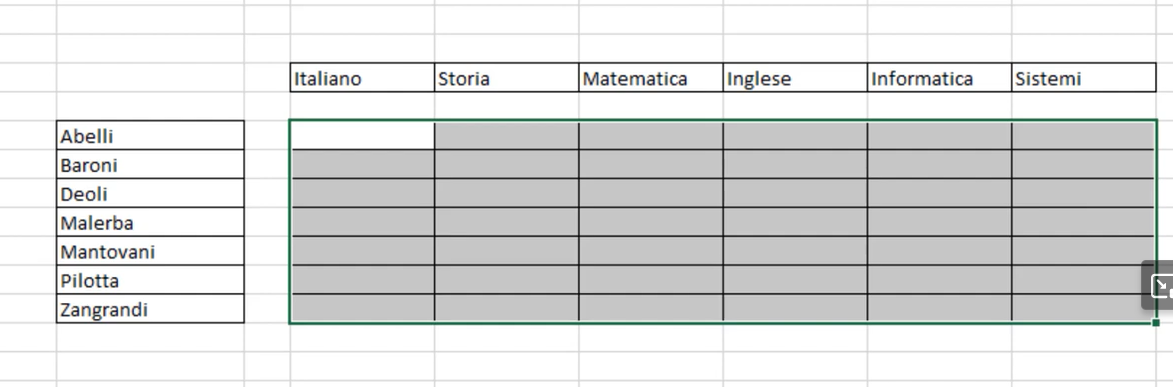 Italiano Storia Matematica Inglese Informatica Sistemi
Abelli
Baroni
Deoli
Malerba
Mantovani
Pilotta
Zangrandi